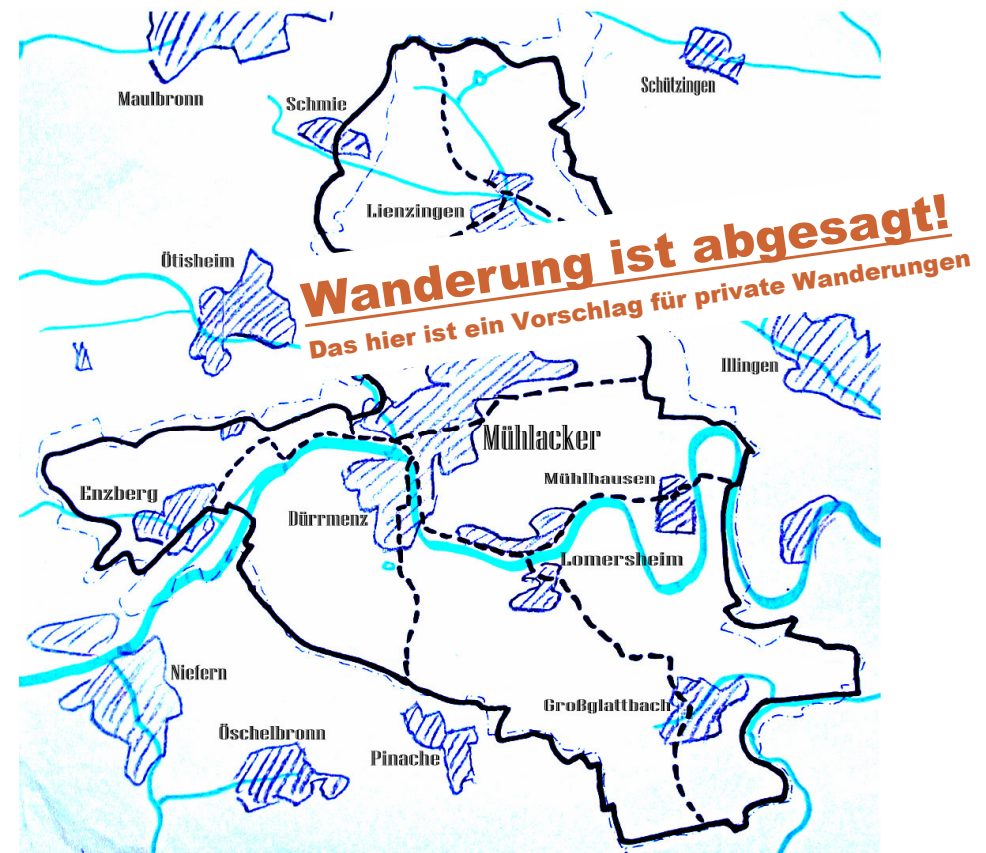 Maulbronn
Schützingen
Schmie
Lienzingen
Ötisheim
Wanderung ist abgesagt!
Das hier ist ein Vorschlag für private Wanderungen
Illingen
Mühlacker
Enzberg
Mühlhausen
Dürrmenz
Lomersheim
Niefern
Großglattbach
Öschelbronn
Pinache